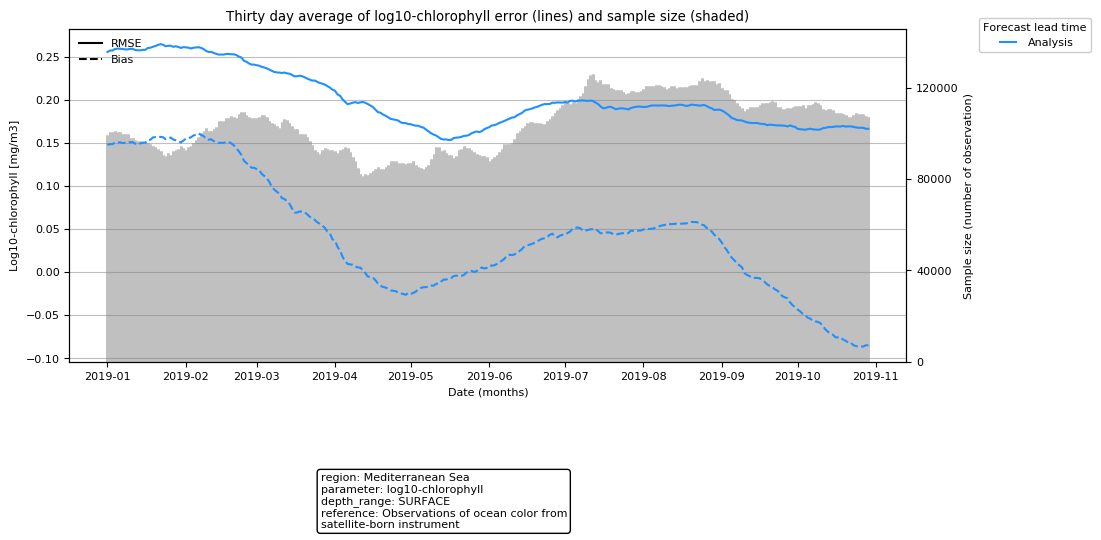 Thirty day average of log10-chlorophyll error (lines) and sample size (shaded)
Forecast lead time
Analysis
RMSE
Bias
Log10-chlorophyll [mg/m3]
0.25
0.20
0.15
0.10
0.05
0.00
−0.05
−0.10
120000
80000
40000
0
Sample size (number of observation)
2019-01 2019-02 2019-03 2019-04 2019-05 2019-06 2019-07 2019-08 2019-09 2019-10 2019-11
Date (months)
region: Mediterranean Sea
parameter: log10-chlorophyll
depth_range: SURFACE
reference: Observations of ocean color from
satellite-born instrument